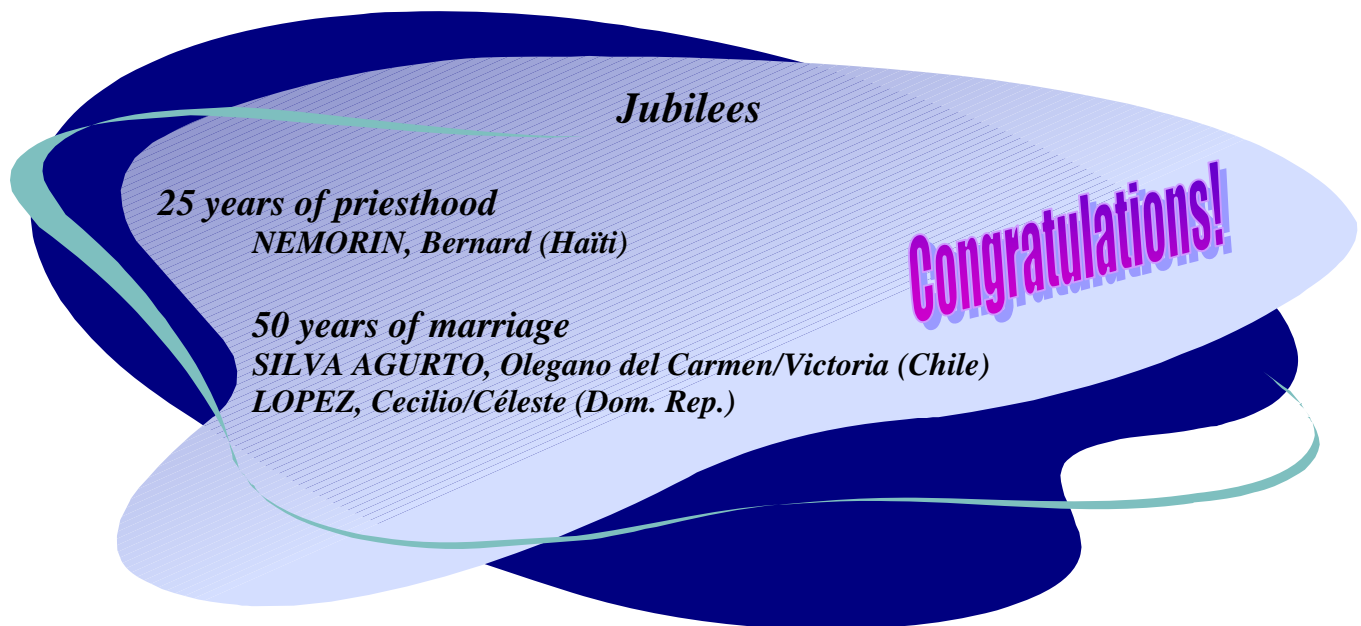 Jubilees
25 years of priesthood
NEMORIN, Bernard (Haïti)
Congratulations!
50 years of marriage
SILVA AGURTO, Olegano del Carmen/Victoria (Chile)
LOPEZ, Cecilio/Céleste (Dom. Rep.)